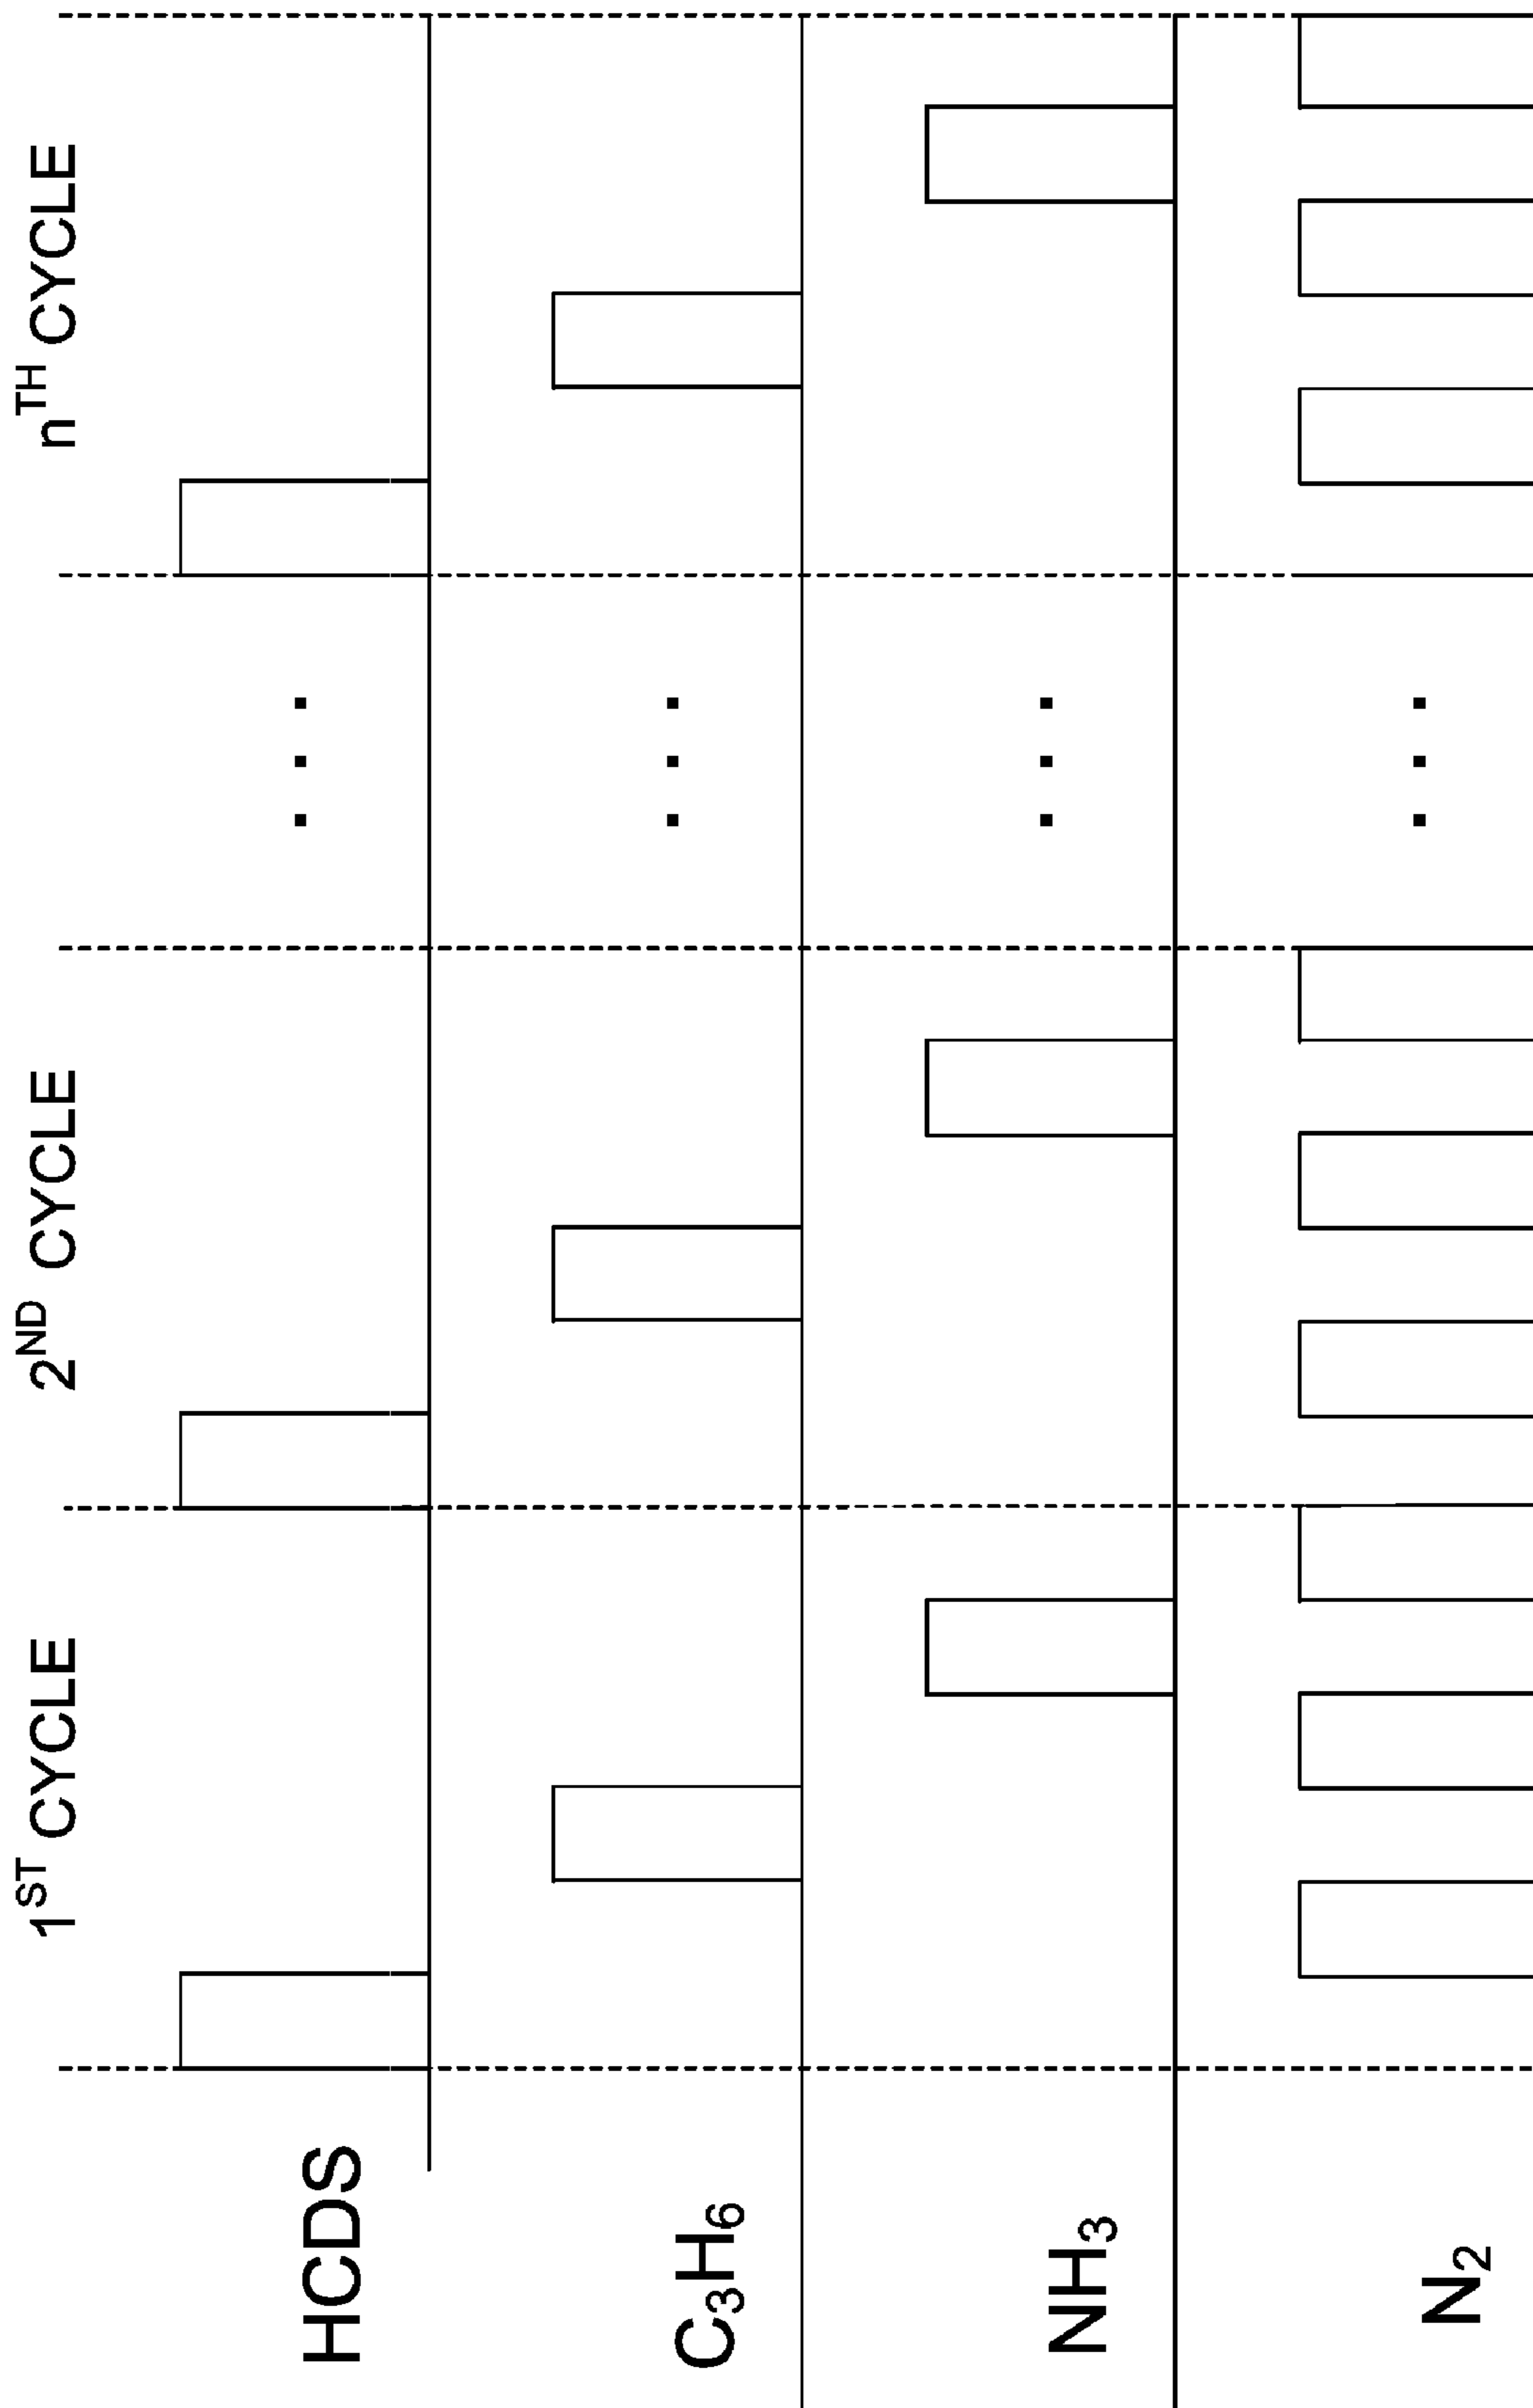 1ST CYCLE
2ND CYCLE
nTH CYCLE
HCDS
. . .
C3H6
. . .
NH3
. . .
N2
. . .